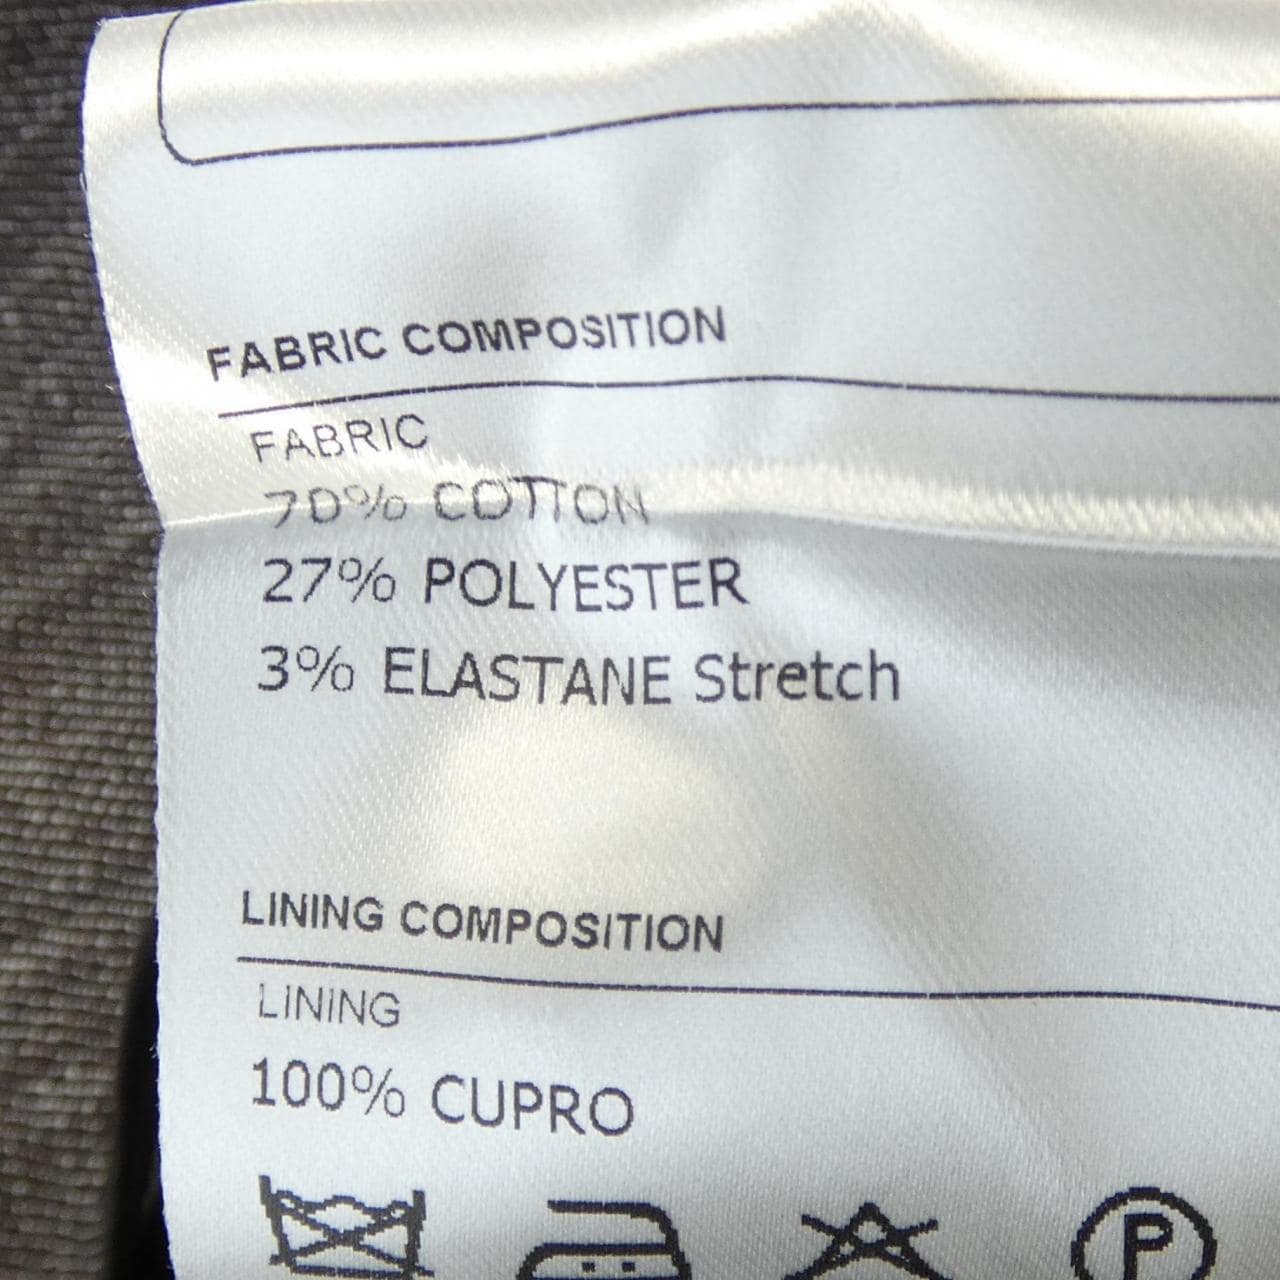 FABRIC COMPOSITION
FABRIC
70% COTTON
27% POLYESTER
3% ELASTANE Stretch
LINING COMPOSITION
LINING
100% CUPRO
P